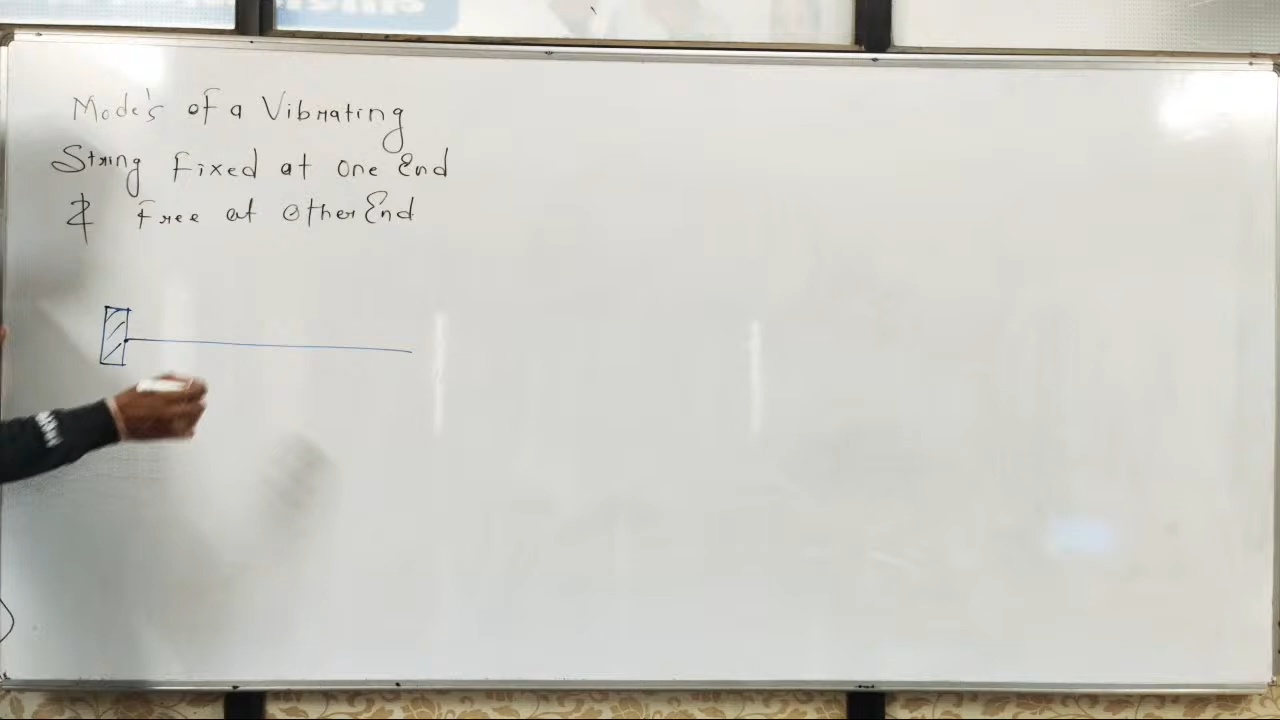 Mode's of a Vibrating
String Fixed at one End
& Free at Other End